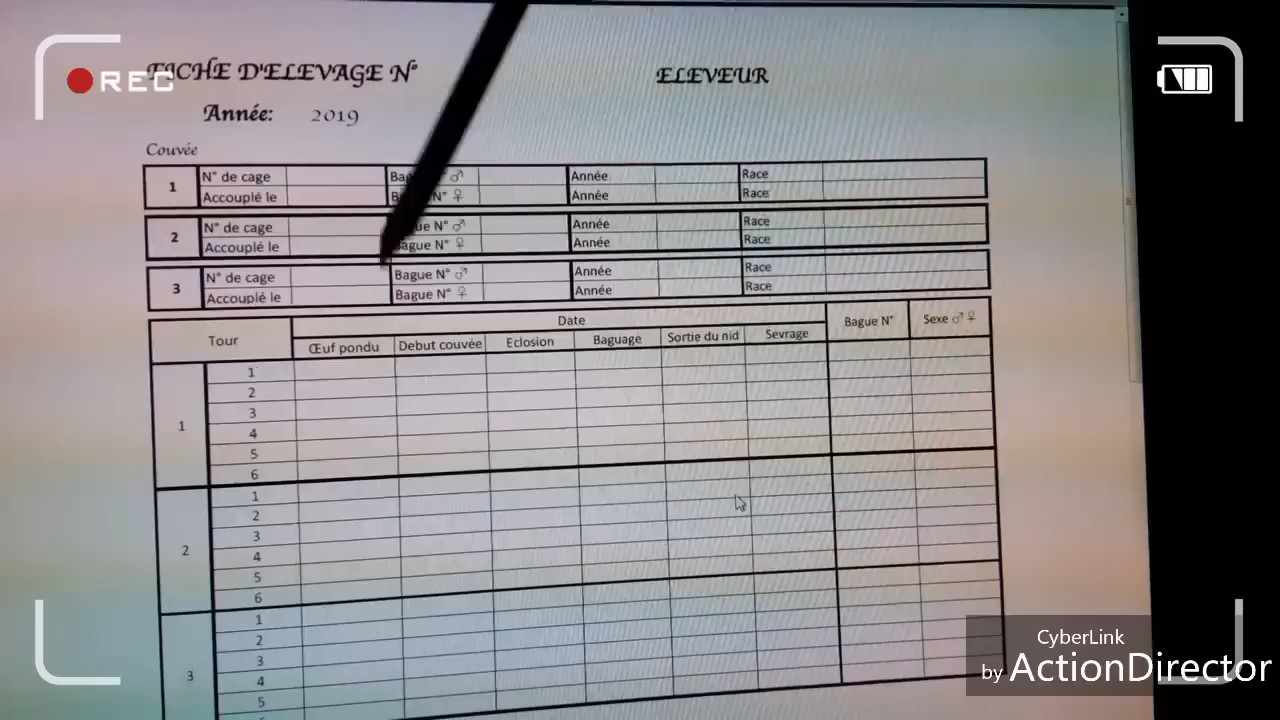 FICHE D'ELEVAGE N°
ELEVEUR
REC
Année: 2019
Couvée
1 N° de cage Bague N° ♂ Année Race
Accouplé le Bague N° ♀ Année Race
2 N° de cage Bague N° ♂ Année Race
Accouplé le Bague N° ♀ Année Race
3 N° de cage Bague N° ♂ Année Race
Accouplé le Bague N° ♀ Année Race
Tour Date Bague N° Sexe ♂ ♀
Œuf pondu Debut couvée Eclosion Baguage Sortie du nid Sevrage
1
1
2
3
4
5
6
2
1
2
3
4
5
6
3
1
2
3
4
5
CyberLink
by ActionDirector